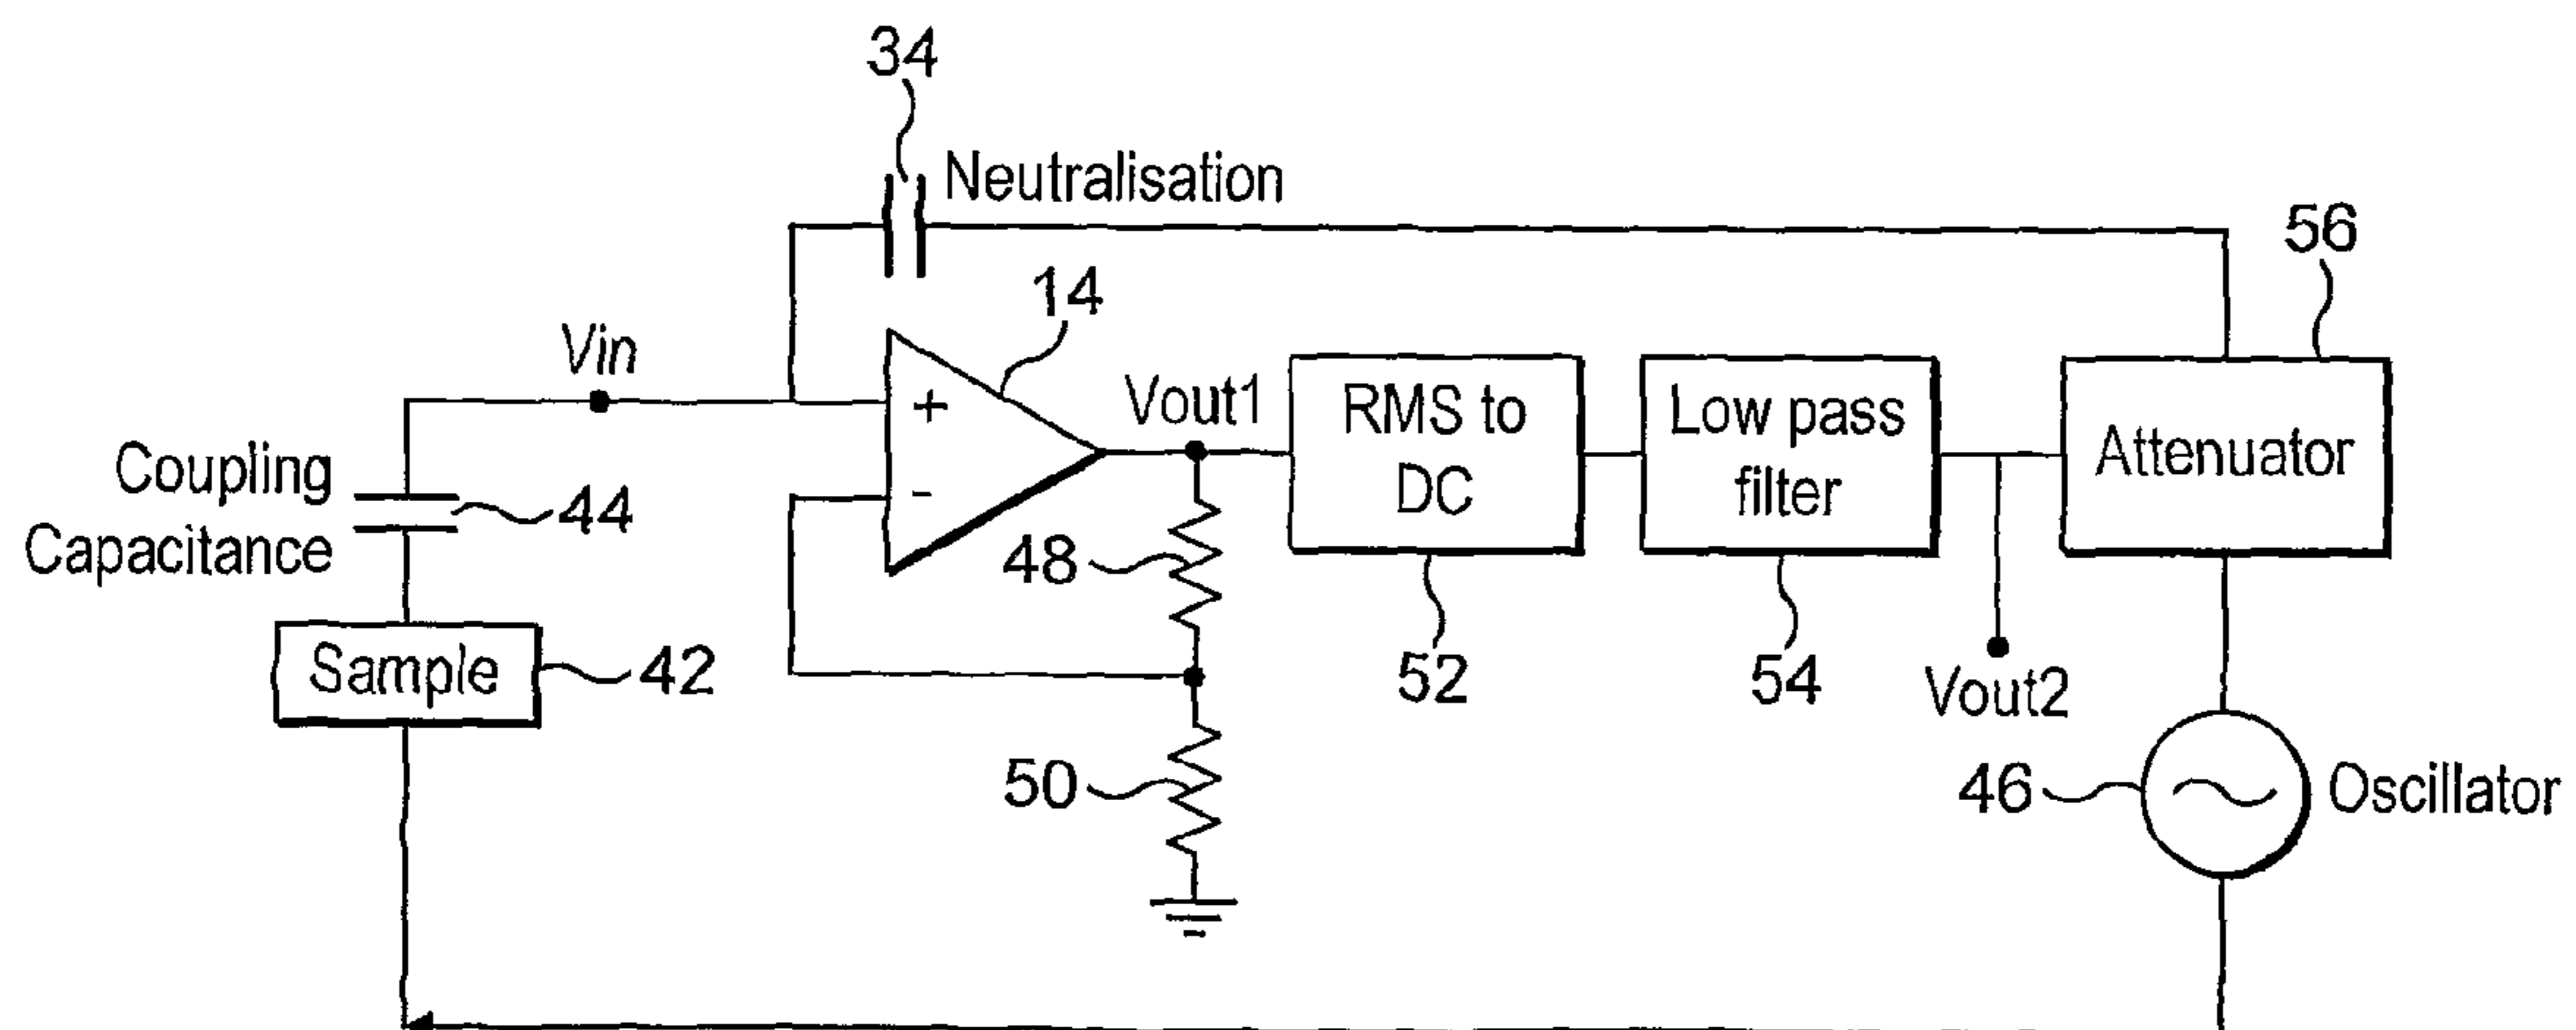 34
Neutralisation
56
14
Vin
Vout1
RMS to
DC
Low pass
filter
Attenuator
+
-
Coupling
Capacitance
44
48
Sample
42
52
54
Vout2
50
46
Oscillator